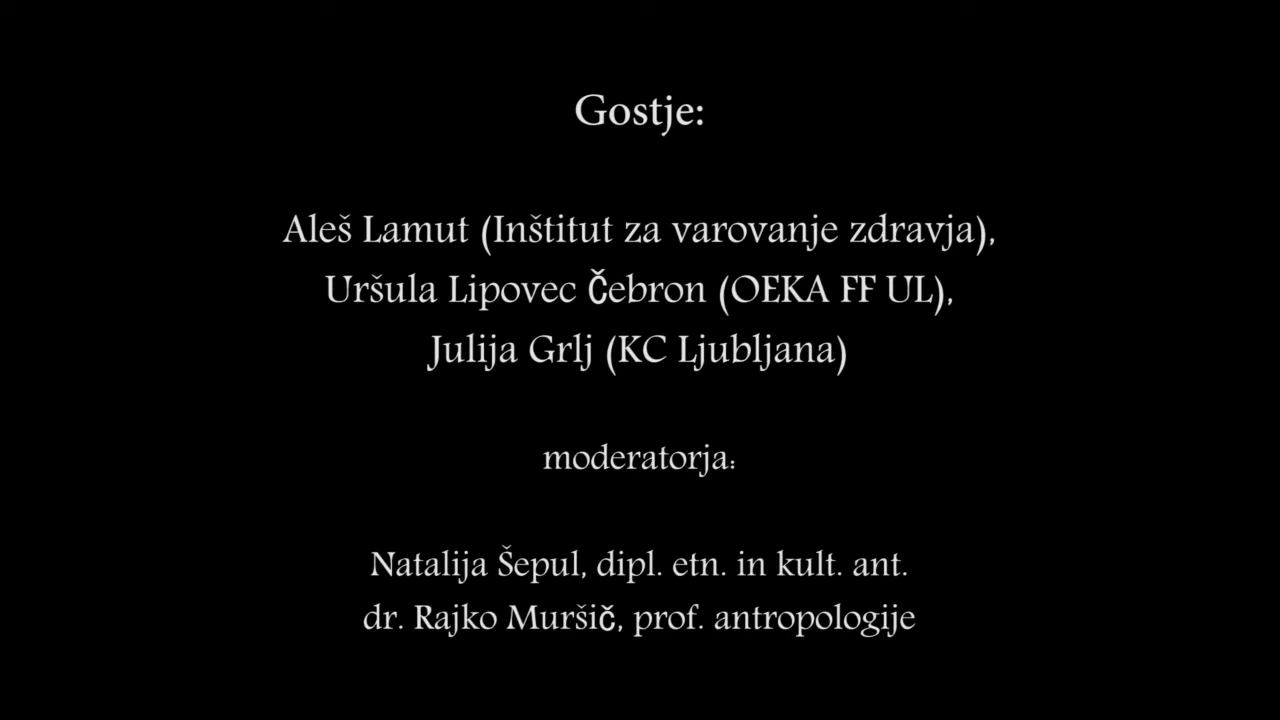 Gostje:
Aleš Lamut (Inštitut za varovanje zdravja),
Uršula Lipovec Čebron (OEKA FF UL),
Julija Grlj (KC Ljubljana)
moderatorja:
Natalija Šepul, dipl. etn. in kult. ant.
dr. Rajko Muršič, prof. antropologije